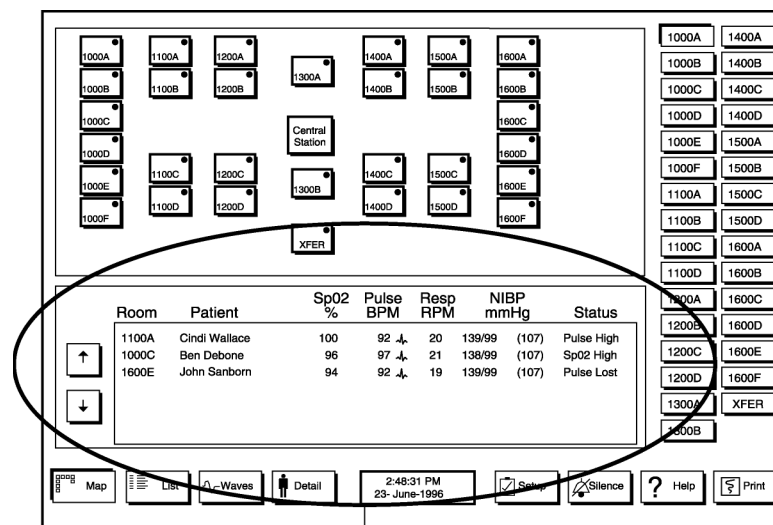 1000A 1100A 1200A 1300A 1400A 1500A 1600A
1000B 1100B 1200B 1400B 1500B 1600B
1000C Central Station 1600C
1000D 1600D
1100C 1200C 1300B 1400C 1500C
1000E 1600E
1100D 1200D 1400D 1500D
1000F 1600F
XFER
1000A 1400A
1000B 1400B
1000C 1400C
1000D 1400D
1000E 1500A
1000F 1500B
1100A 1500C
1100B 1500D
1100C 1600A
1100D 1600B
1200A 1600C
1200B 1600D
1200C 1600E
1200D 1600F
1300A XFER
1300B
Sp02 Pulse Resp NIBP
Room Patient % BPM RPM mmHg Status
1100A Cindi Wallace 100 92 20 139/99 (107) Pulse High
1000C Ben Debone 96 97 21 138/99 (107) Sp02 High
1600E John Sanborn 94 92 19 139/99 (107) Pulse Lost
Map List Waves Detail 2:48:31 PM Setup Silence Help Print
23- June-1996